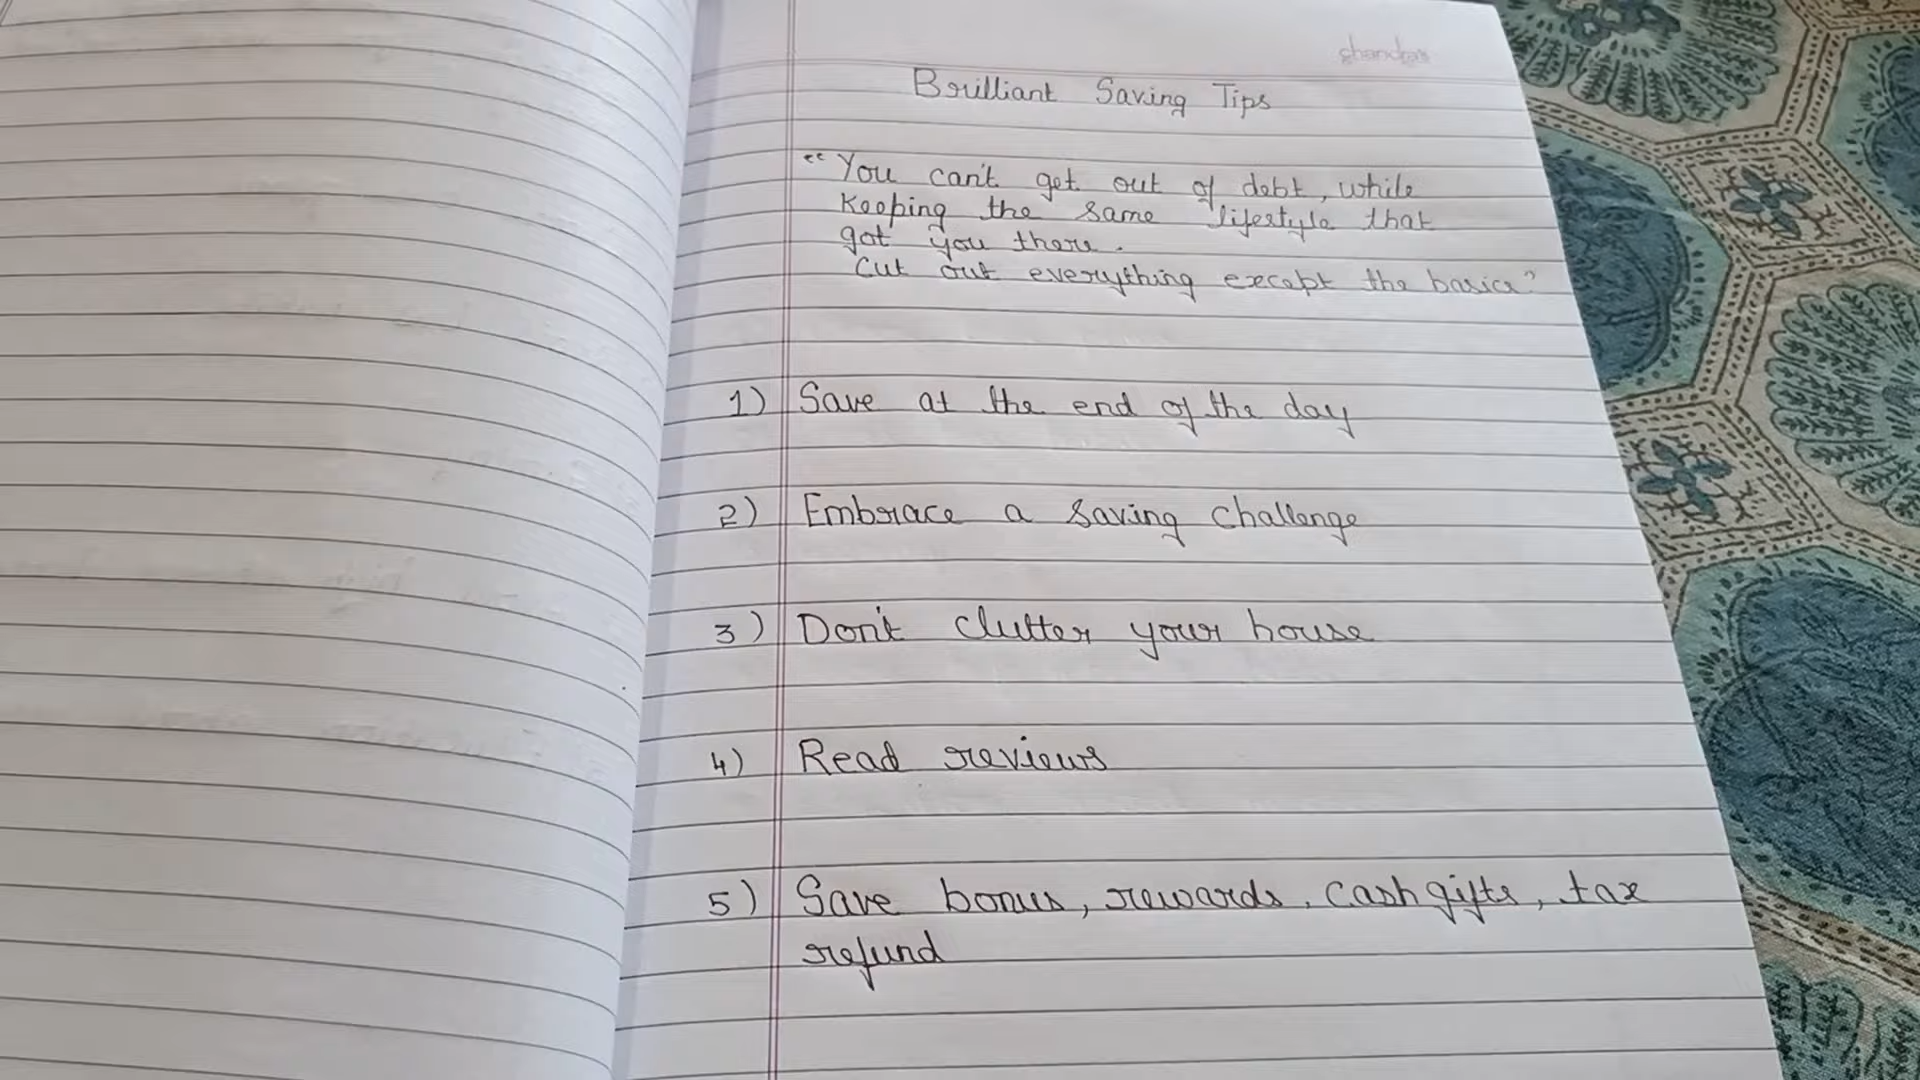 Brilliant Saving Tips
"You can't get out of debt, while
Keeping the same lifestyle that
got you there.
Cut out everything except the basics"
1) Save at the end of the day
2) Embrace a saving challenge
3) Don't clutter your house
4) Read reviews
5) Save bonus, rewards, cash gifts, tax
refund